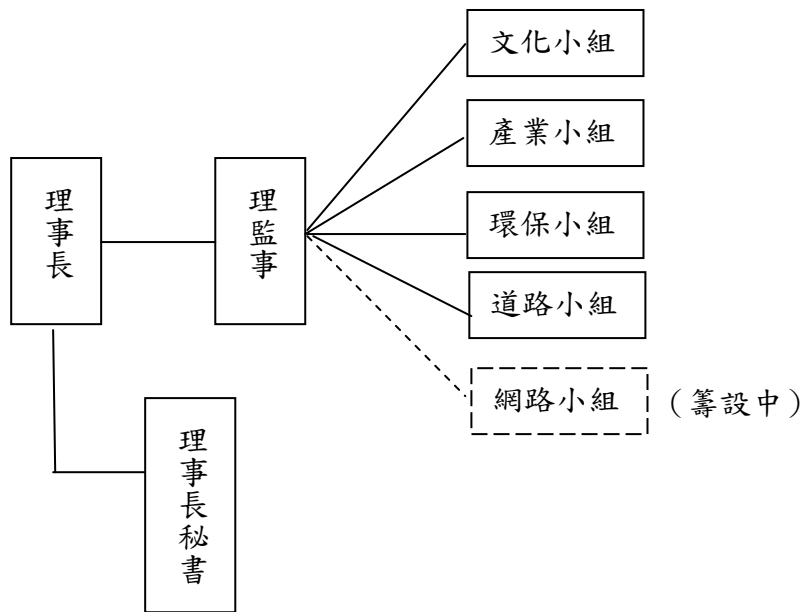 文化小組
產業小組
理事長
理監事
環保小組
道路小組
網路小組 （籌設中）
理事長秘書